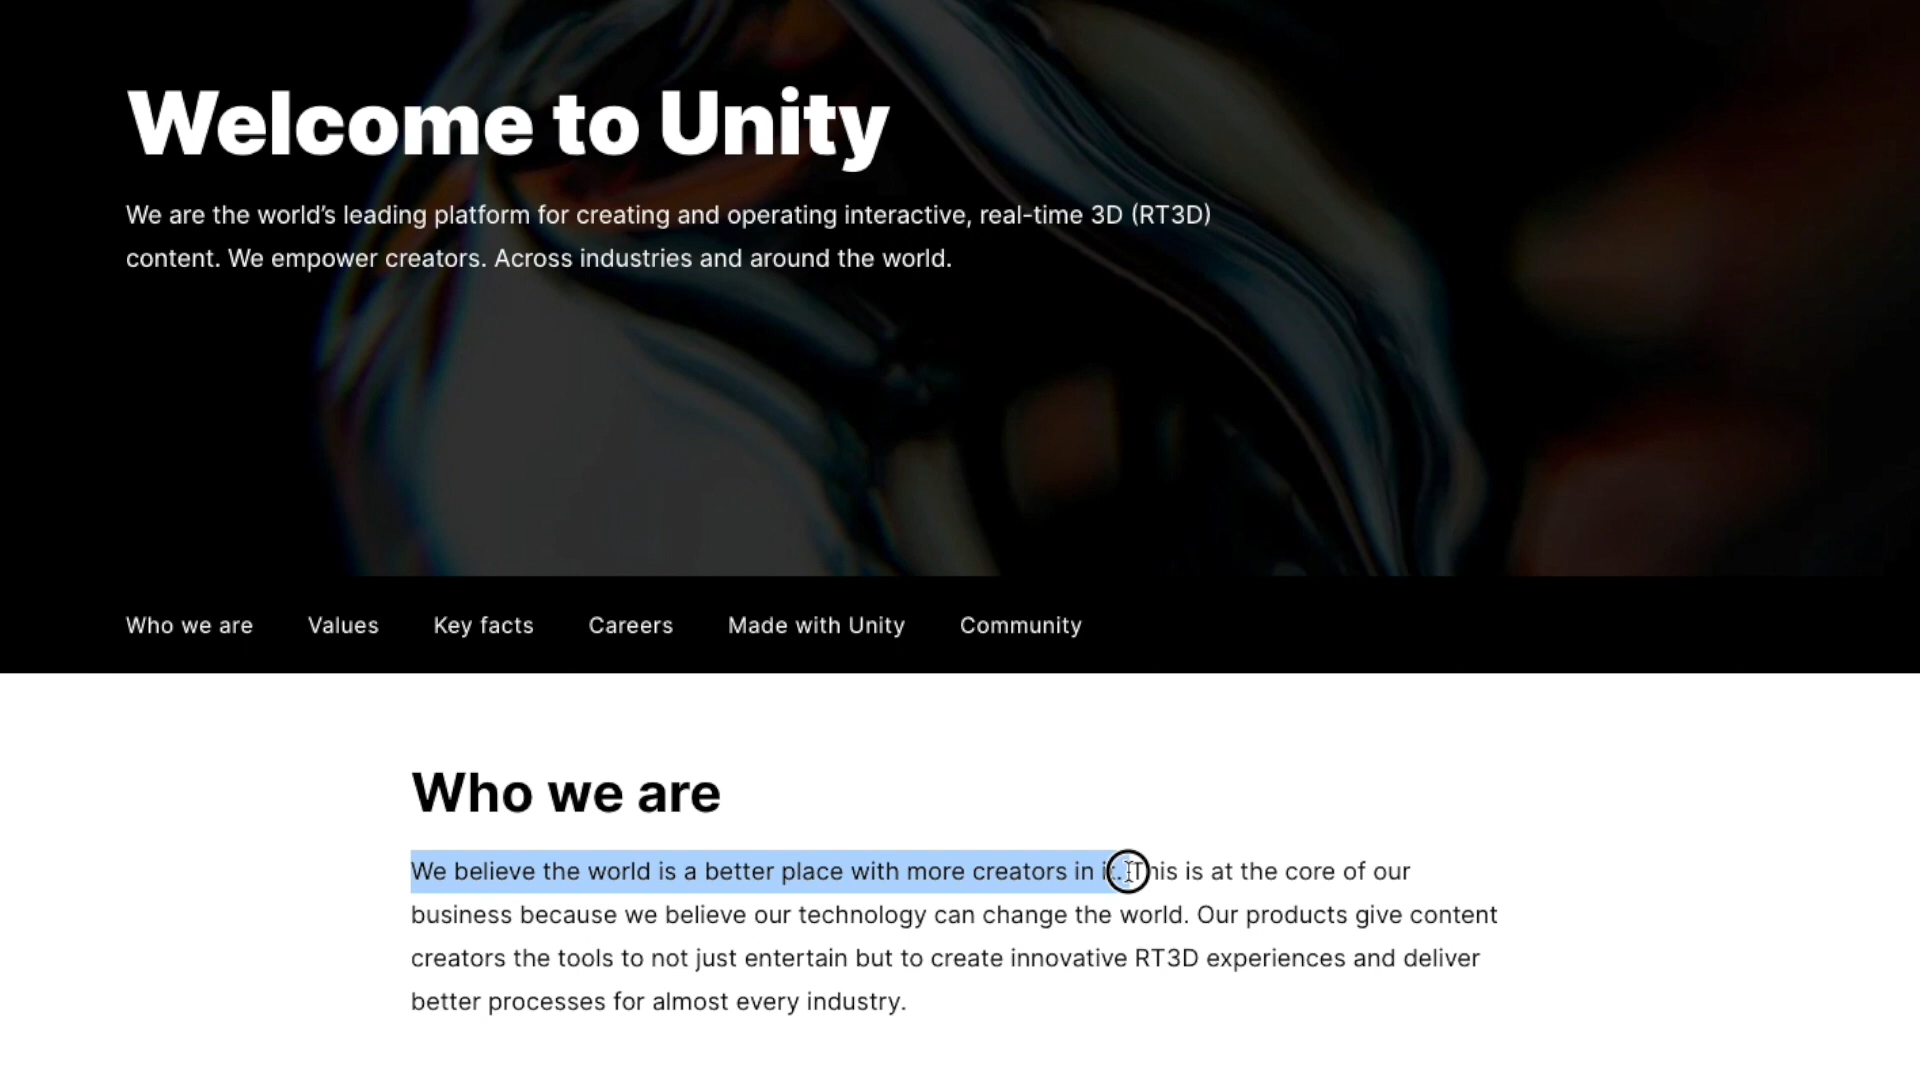 Welcome to Unity
We are the world’s leading platform for creating and operating interactive, real-time 3D (RT3D)
content. We empower creators. Across industries and around the world.
Who we are Values Key facts Careers Made with Unity Community
Who we are
We believe the world is a better place with more creators in it. This is at the core of our
business because we believe our technology can change the world. Our products give content
creators the tools to not just entertain but to create innovative RT3D experiences and deliver
better processes for almost every industry.